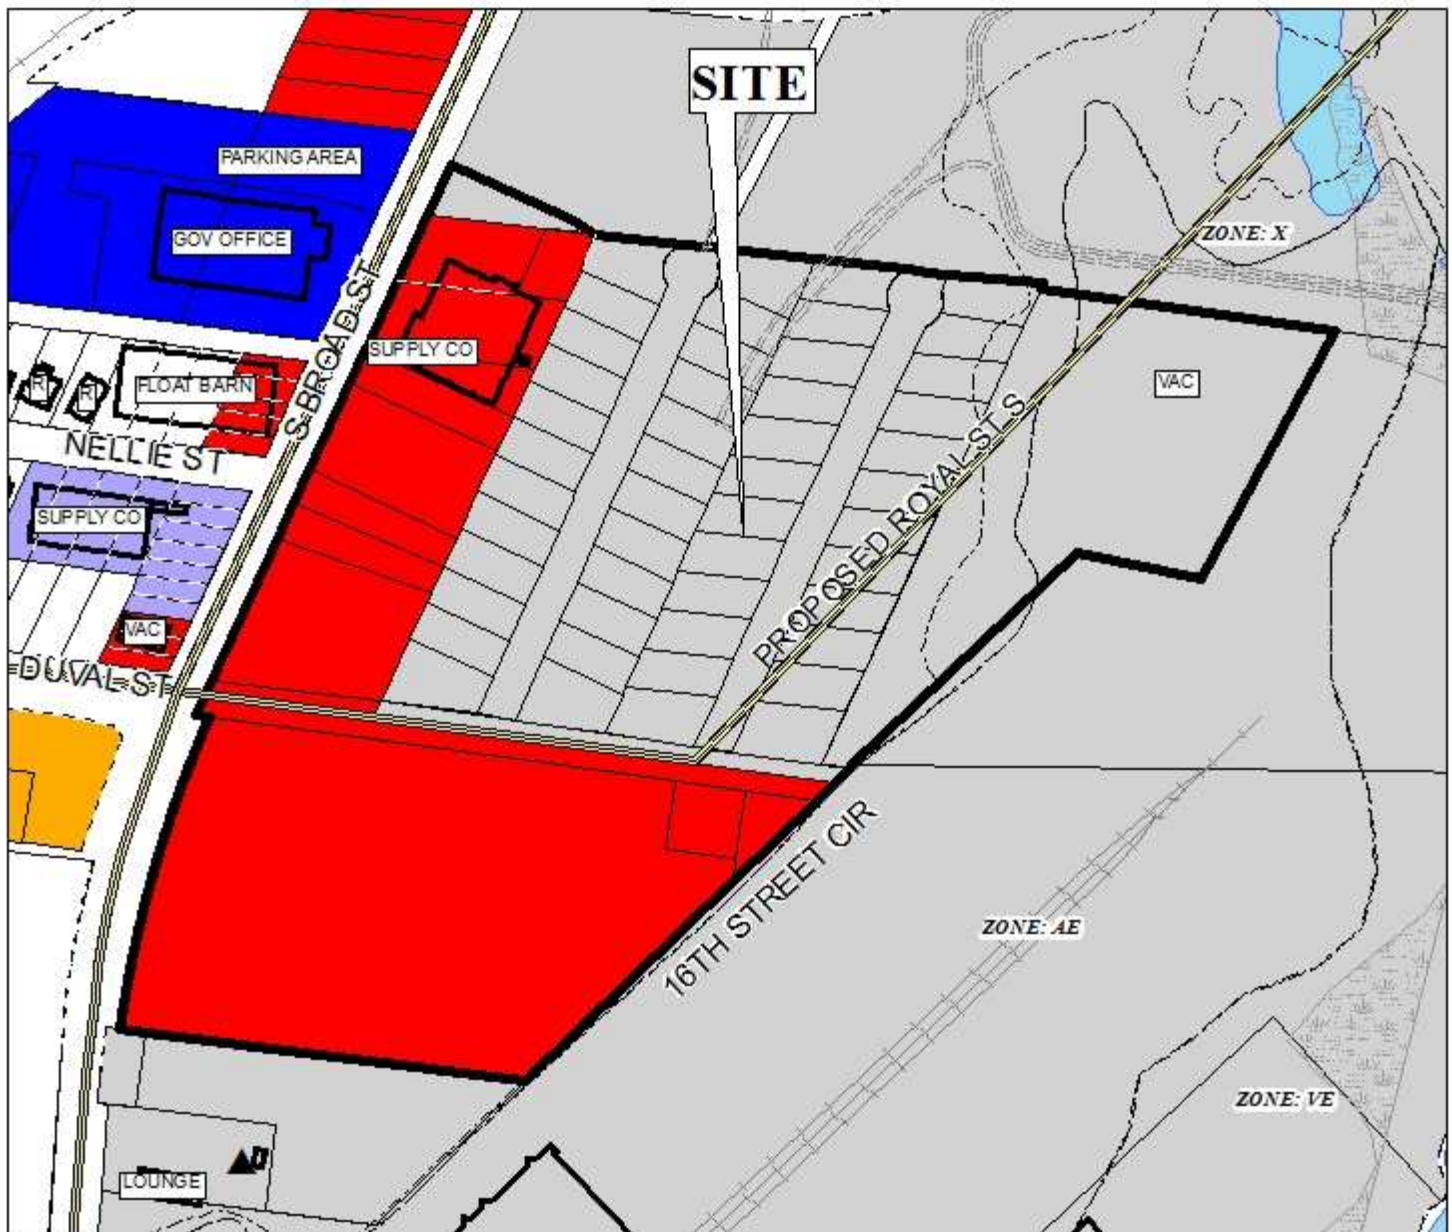 SITE
PARKING AREA
GOV OFFICE
ZONE: X
S BROAD ST
SUPPLY CO
R
R
FLOAT BARN
VAC
NELLIE ST
SUPPLY CO
PROPOSED ROYAL ST S
VAC
DUVAL ST
16TH STREET CIR
ZONE: AE
ZONE: VE
LOUNGE